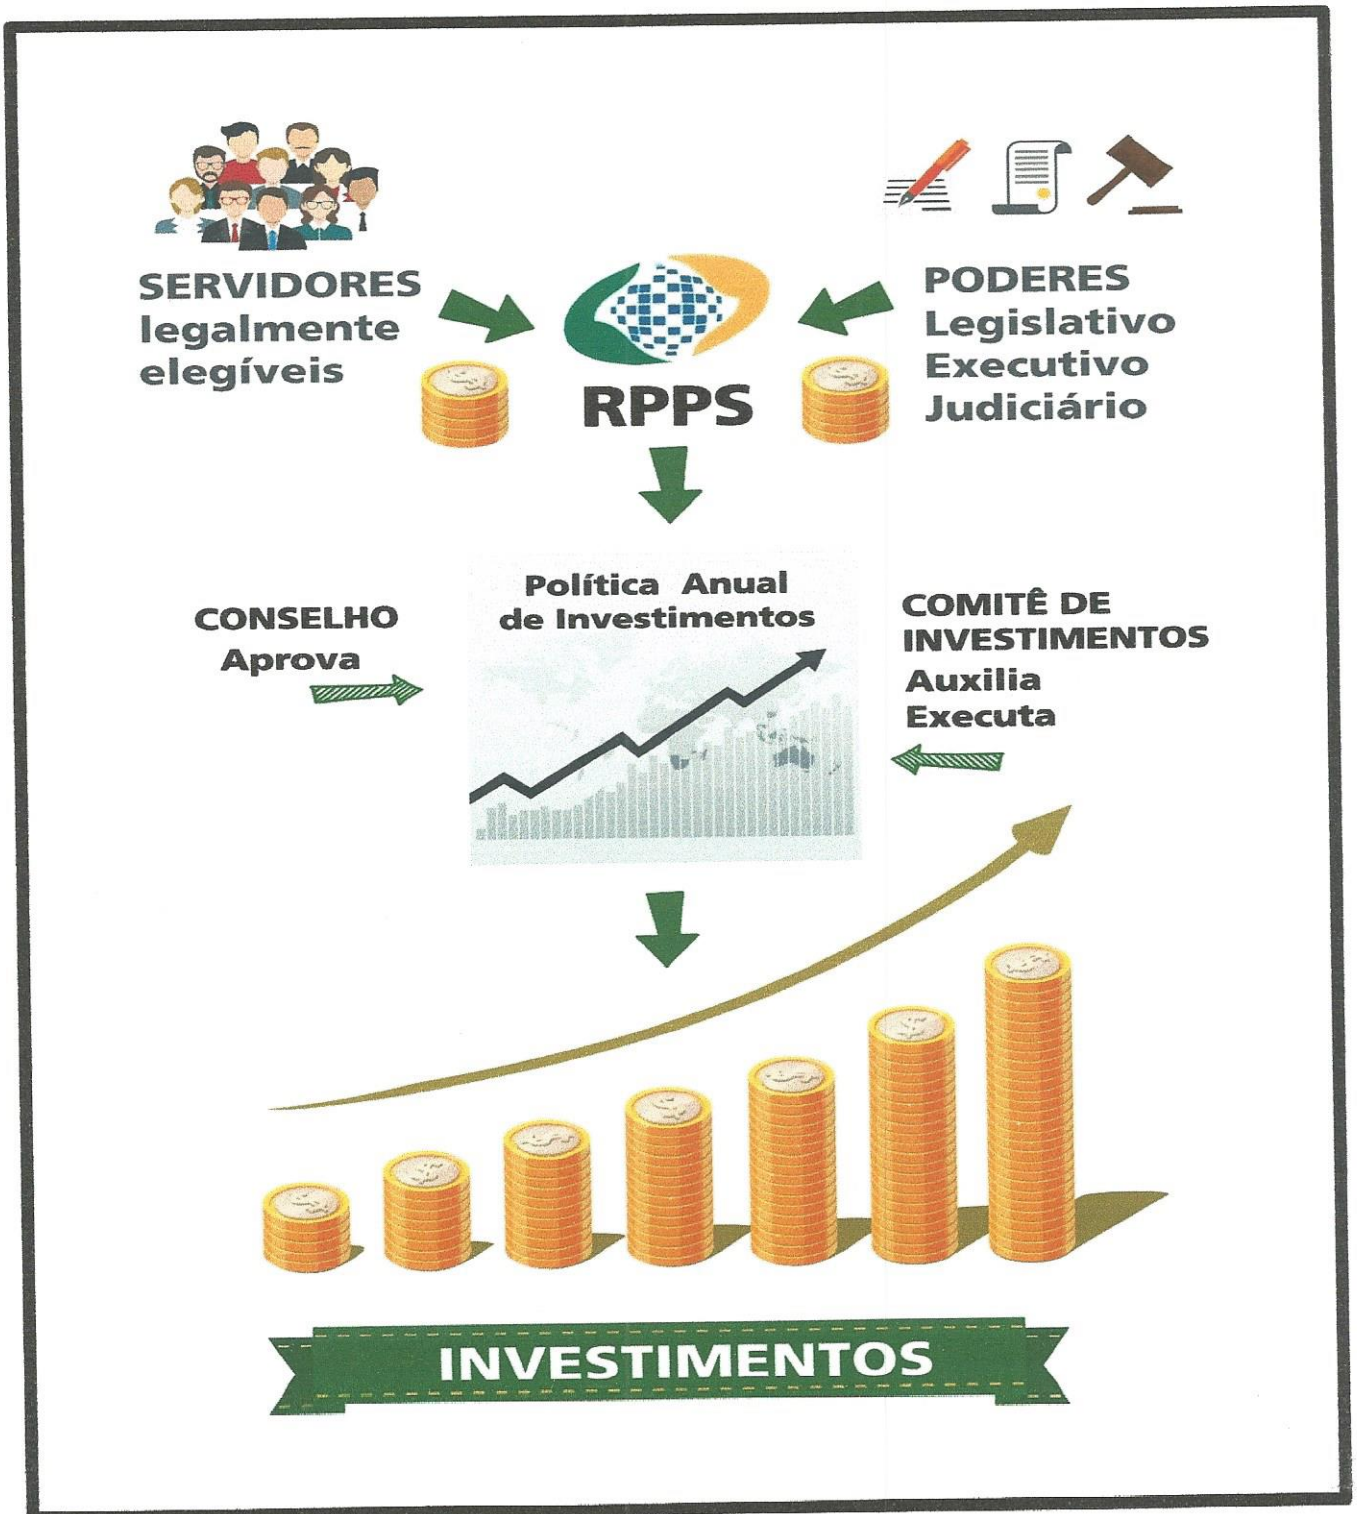 SERVIDORES
legalmente
elegíveis
RPPS
PODERES
Legislativo
Executivo
Judiciário
Política Anual
de Investimentos
CONSELHO
Aprova
COMITÊ DE
INVESTIMENTOS
Auxilia
Executa
INVESTIMENTOS